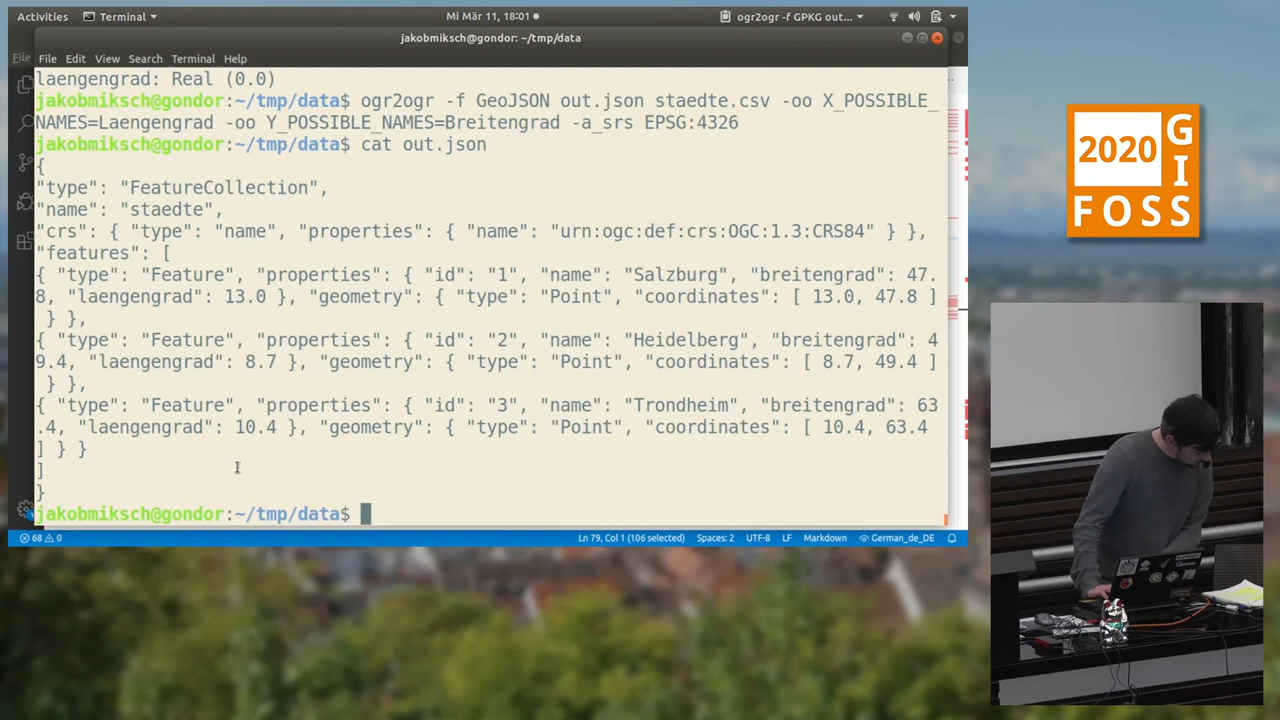 Activities Terminal Mi Mär 11, 18:01 ogr2ogr -f GPKG out...
jakobmiksch@gondor: ~/tmp/data
File File Edit View Search Terminal Help
laengengrad: Real (0.0)
jakobmiksch@gondor:~/tmp/data$ ogr2ogr -f GeoJSON out.json staedte.csv -oo X_POSSIBLE_
NAMES=Laengengrad -oo Y_POSSIBLE_NAMES=Breitengrad -a_srs EPSG:4326
jakobmiksch@gondor:~/tmp/data$ cat out.json
{
"type": "FeatureCollection",
"name": "staedte",
"crs": { "type": "name", "properties": { "name": "urn:ogc:def:crs:OGC:1.3:CRS84" } },
"features": [
{ "type": "Feature", "properties": { "id": "1", "name": "Salzburg", "breitengrad": 47.
8, "laengengrad": 13.0 }, "geometry": { "type": "Point", "coordinates": [ 13.0, 47.8 ]
} },
{ "type": "Feature", "properties": { "id": "2", "name": "Heidelberg", "breitengrad": 4
9.4, "laengengrad": 8.7 }, "geometry": { "type": "Point", "coordinates": [ 8.7, 49.4 ]
} },
{ "type": "Feature", "properties": { "id": "3", "name": "Trondheim", "breitengrad": 63
.4, "laengengrad": 10.4 }, "geometry": { "type": "Point", "coordinates": [ 10.4, 63.4
] } }
]
}
jakobmiksch@gondor:~/tmp/data$
68 0 Ln 79, Col 1 (106 selected) Spaces: 2 UTF-8 LF Markdown German_de_DE
2020
GIS
FOSS